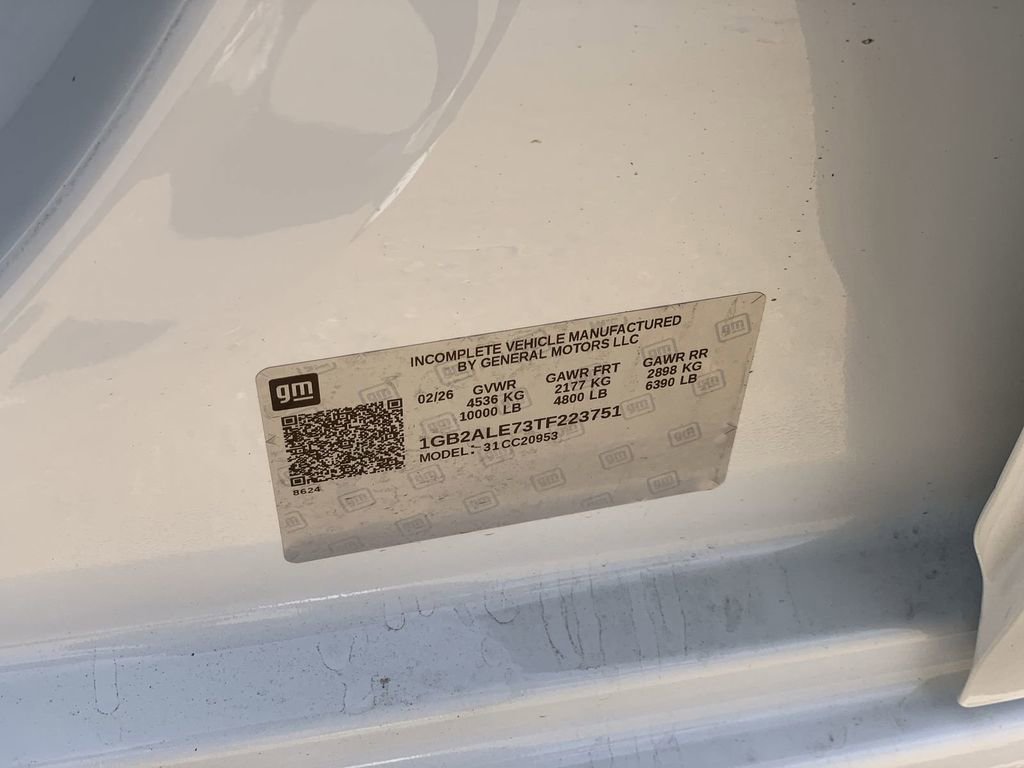 INCOMPLETE VEHICLE MANUFACTURED
BY GENERAL MOTORS LLC
gm
02/26
GVWR
4536 KG
10000 LB
GAWR FRT
2177 KG
4800 LB
GAWR RR
2898 KG
6390 LB
1GB2ALE73TF223751
MODEL: 31CC20953
8624